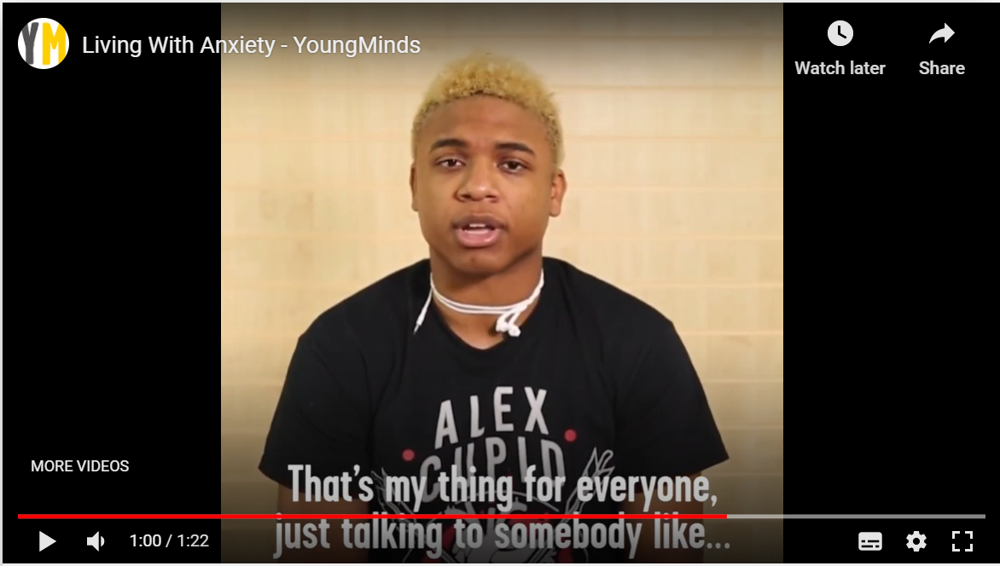 YM
Living With Anxiety - YoungMinds
Watch later
Share
ALEX
CUPID
MORE VIDEOS
That's my thing for everyone,
just talking to somebody like...
1:00 / 1:22